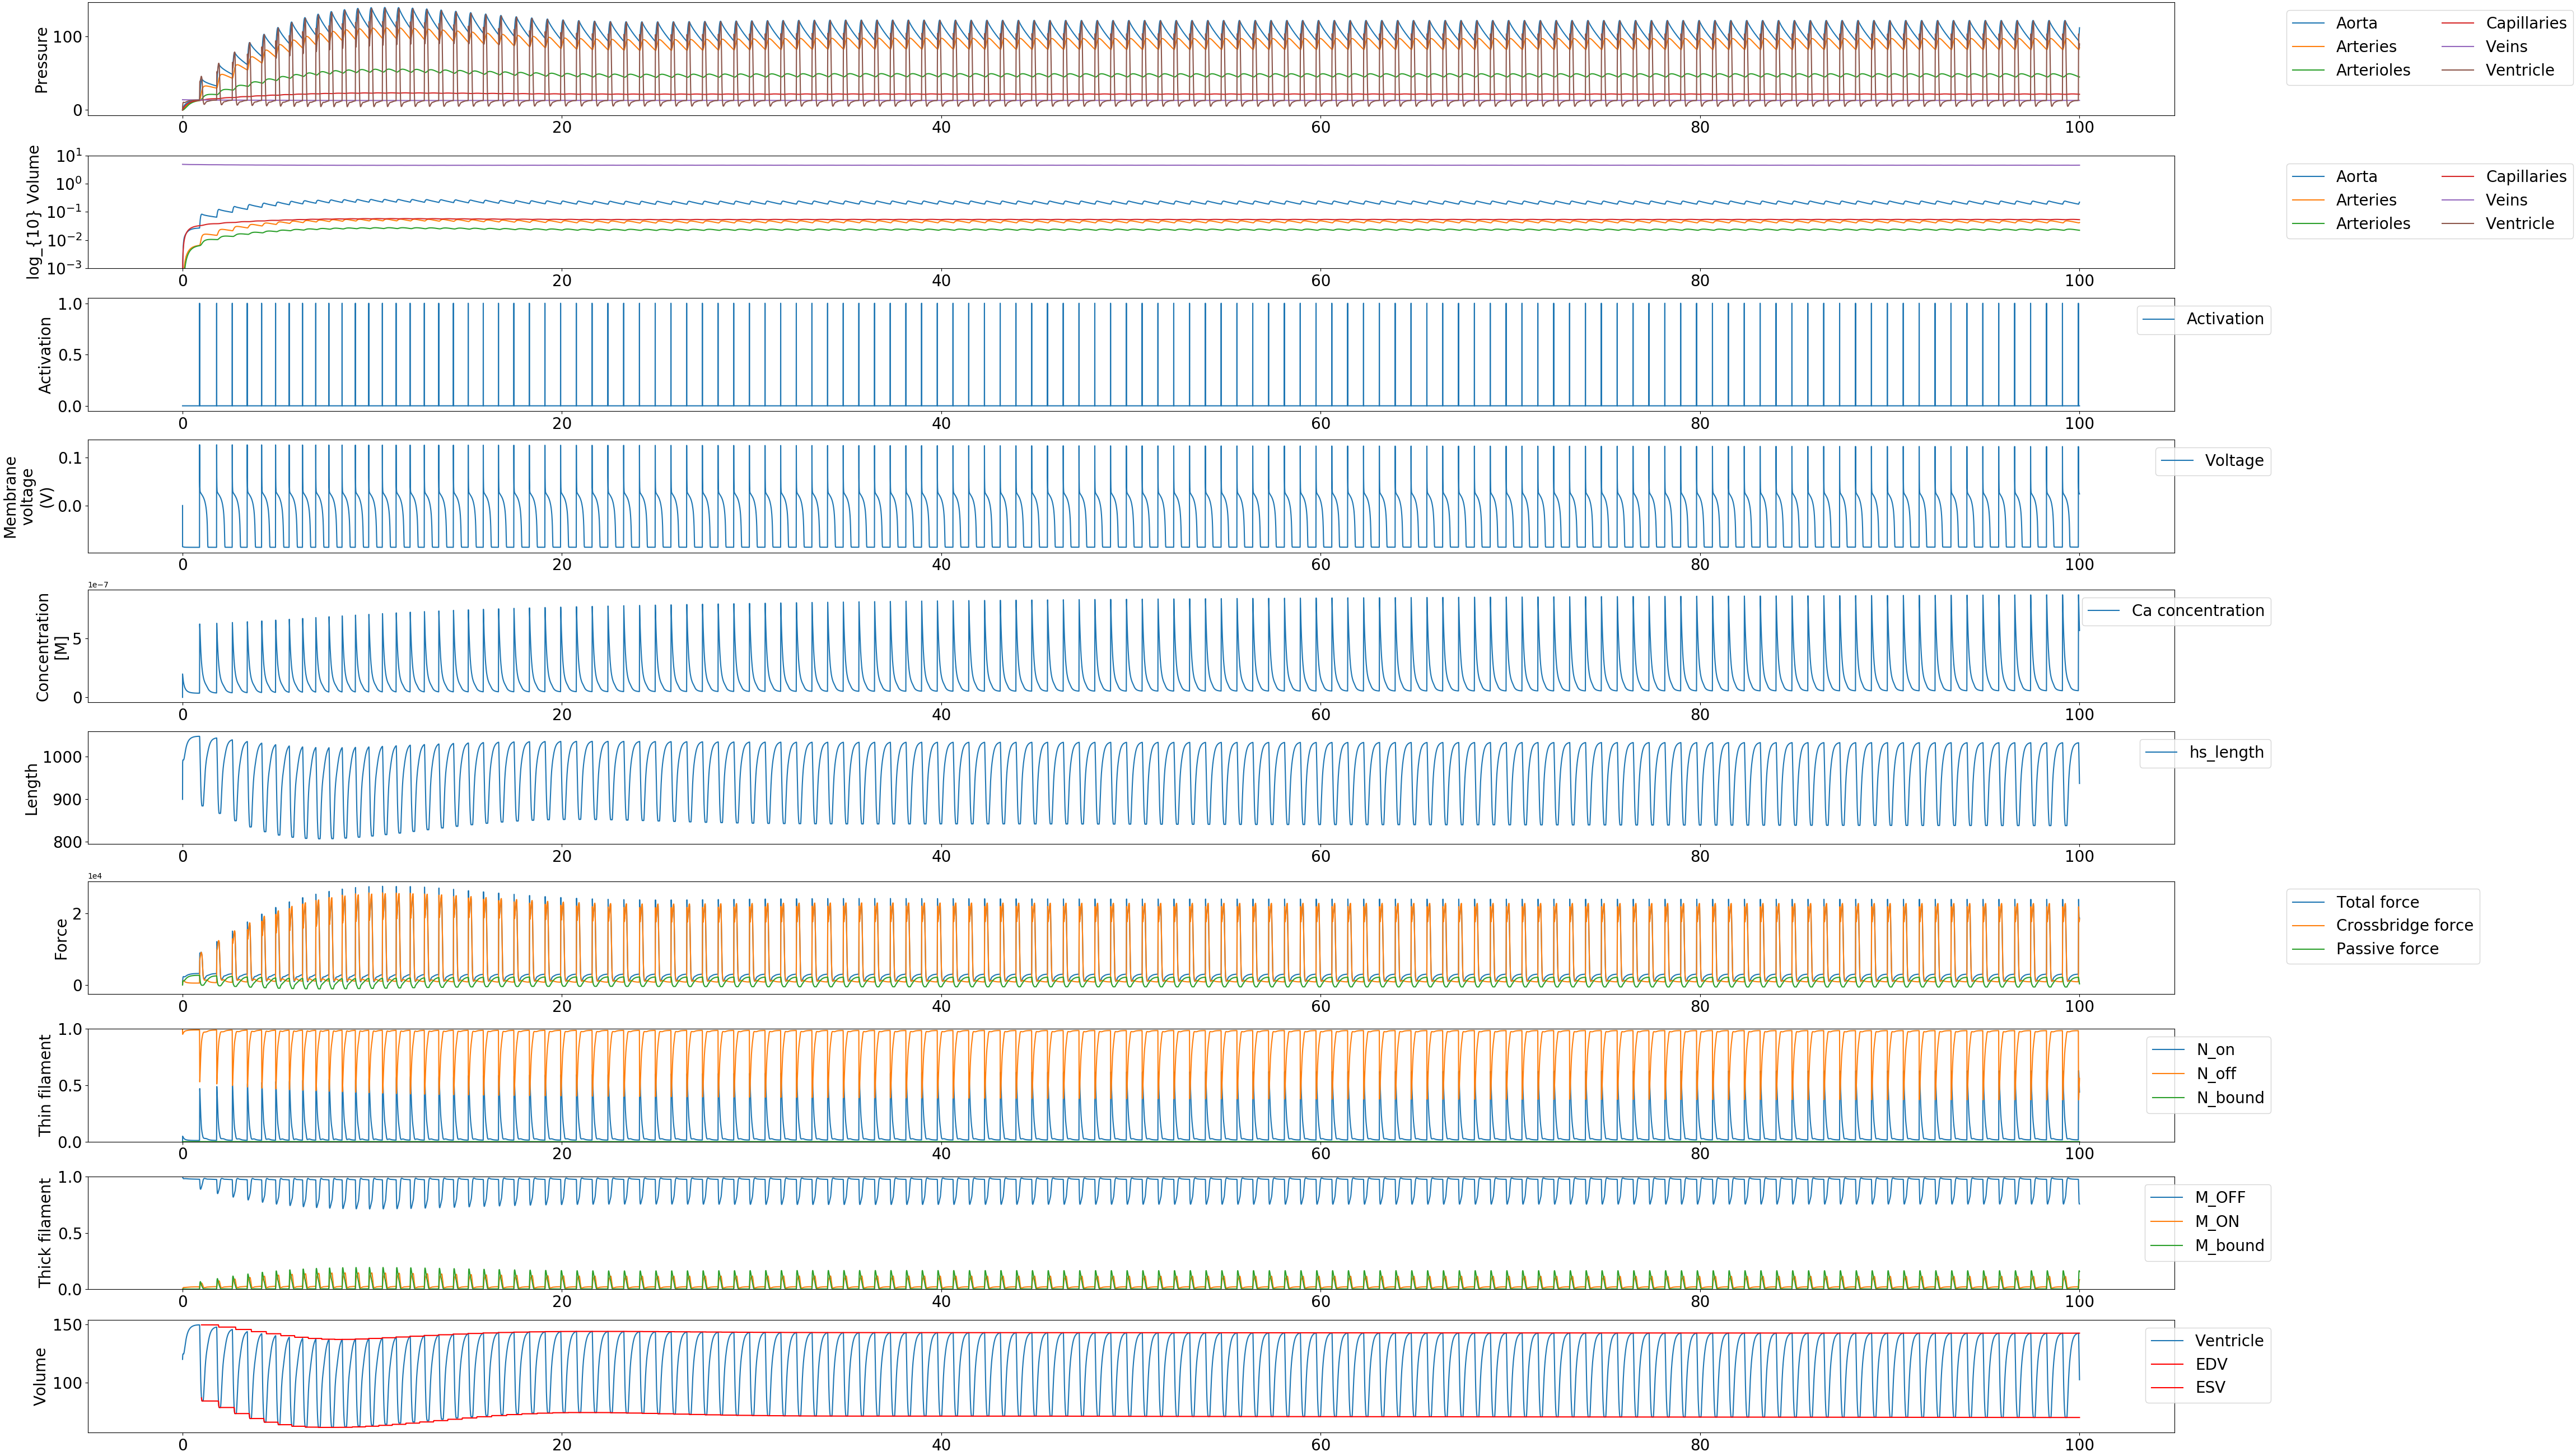 Pressure
100
0
0 20 40 60 80 100
Aorta Capillaries
Arteries Veins
Arterioles Ventricle
log_{10} Volume
10^1
10^0
10^-1
10^-2
10^-3
0 20 40 60 80 100
Aorta Capillaries
Arteries Veins
Arterioles Ventricle
Activation
1.0
0.5
0.0
0 20 40 60 80 100
Activation
Membrane
voltage
(V)
0.1
0.0
0 20 40 60 80 100
Voltage
1e−7
Concentration
[M]
5
0
0 20 40 60 80 100
Ca concentration
Length
1000
900
800
0 20 40 60 80 100
hs_length
1e4
Force
2
0
0 20 40 60 80 100
Total force
Crossbridge force
Passive force
Thin filament
1.0
0.5
0.0
0 20 40 60 80 100
N_on
N_off
N_bound
Thick filament
1.0
0.5
0.0
0 20 40 60 80 100
M_OFF
M_ON
M_bound
Volume
150
100
0 20 40 60 80 100
Ventricle
EDV
ESV